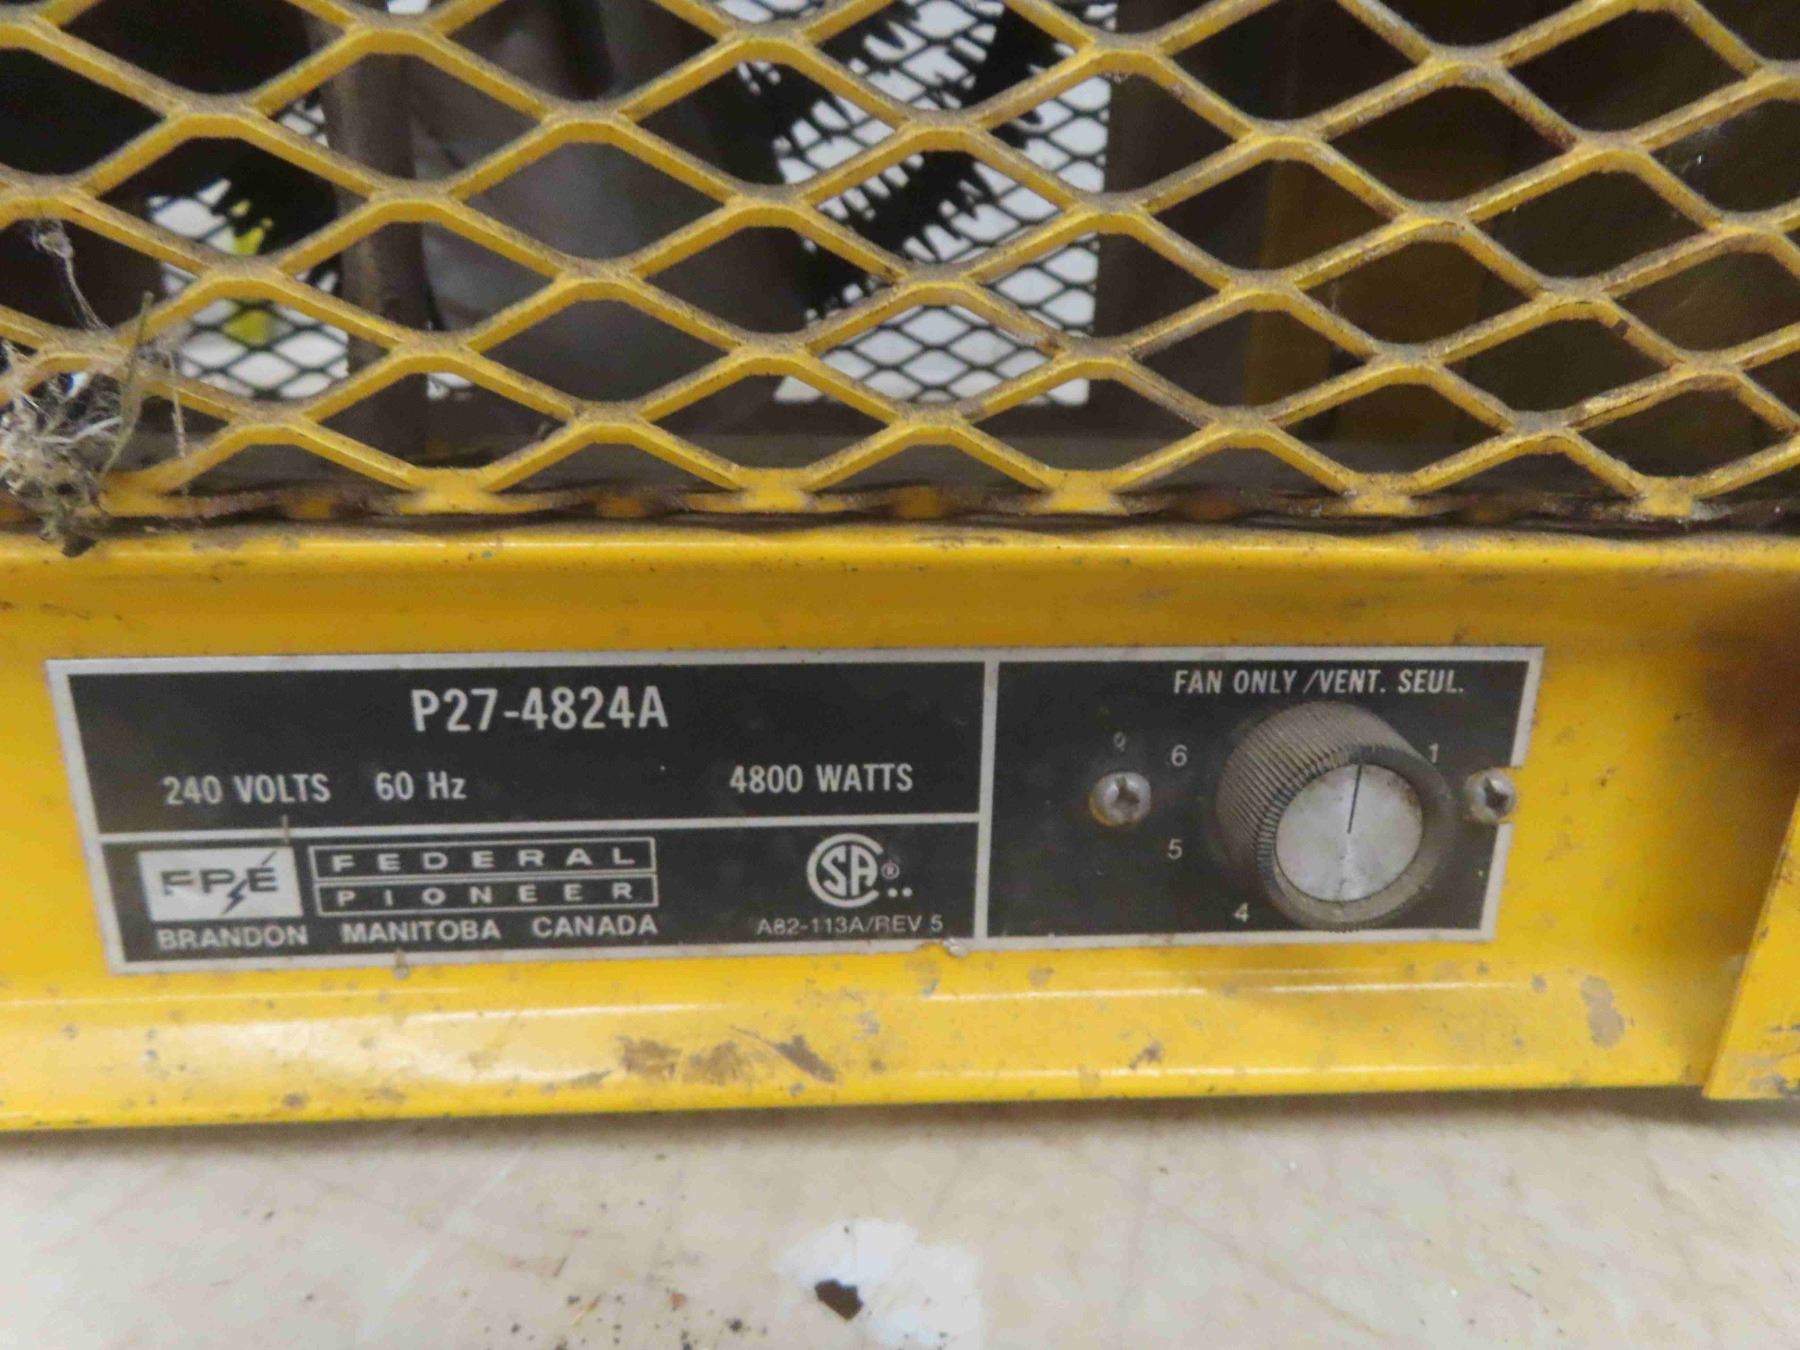 P27-4824A
240 VOLTS 60 Hz 4800 WATTS
FPE
FEDERAL
PIONEER
BRANDON MANITOBA CANADA
SA®
A82-113A/REV 5
FAN ONLY/VENT. SEUL.
6
1
5
4